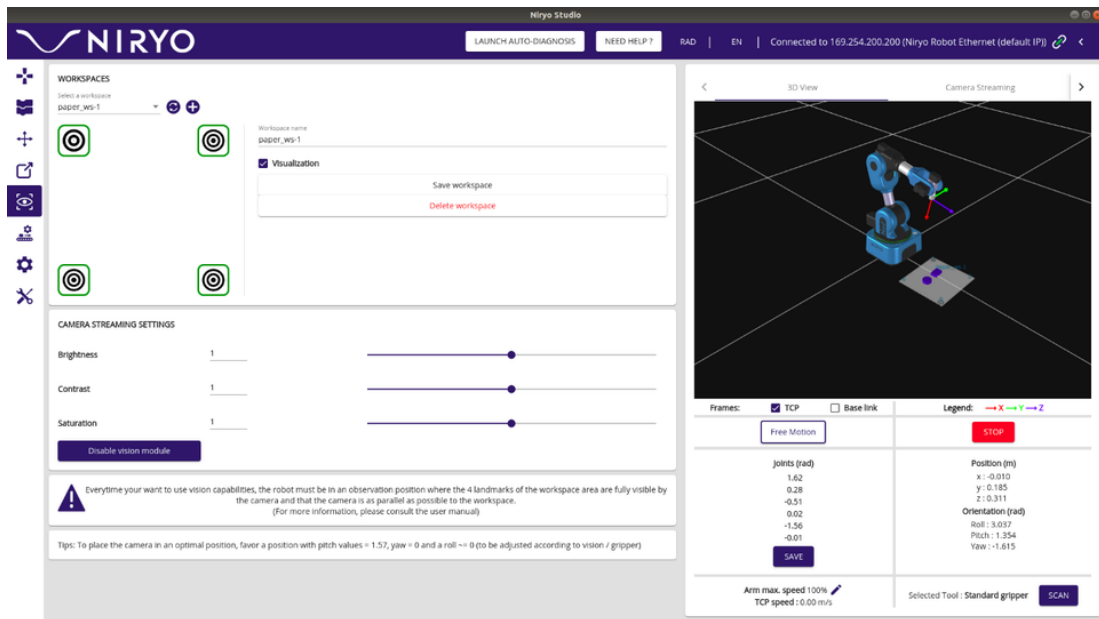 Niryo Studio
NIRYO
LAUNCH AUTO-DIAGNOSIS
NEED HELP ?
RAD | EN | Connected to 169.254.200.200 (Niryo Robot Ethernet (default IP))
WORKSPACES
Select a workspace
paper_ws-1
Workspace name
paper_ws-1
Visualization
Save workspace
Delete workspace
CAMERA STREAMING SETTINGS
Brightness 1
Contrast 1
Saturation 1
Disable vision module
Everytime your want to use vision capabilities, the robot must be in an observation position where the 4 landmarks of the workspace area are fully visible by
the camera and that the camera is as parallel as possible to the workspace.
(For more information, please consult the user manual)
Tips: To place the camera in an optimal position, favor a position with pitch values = 1.57, yaw = 0 and a roll ~= 0 (to be adjusted according to vision / gripper)
3D View
Camera Streaming
Frames: TCP Base link
Legend: X Y Z
Free Motion
STOP
Joints (rad)
1.62
0.28
-0.51
0.02
-1.56
-0.01
SAVE
Position (m)
x : -0.010
y : 0.185
z : 0.311
Orientation (rad)
Roll : 3.037
Pitch : 1.354
Yaw : -1.615
Arm max. speed 100%
TCP speed : 0.00 m/s
Selected Tool : Standard gripper
SCAN